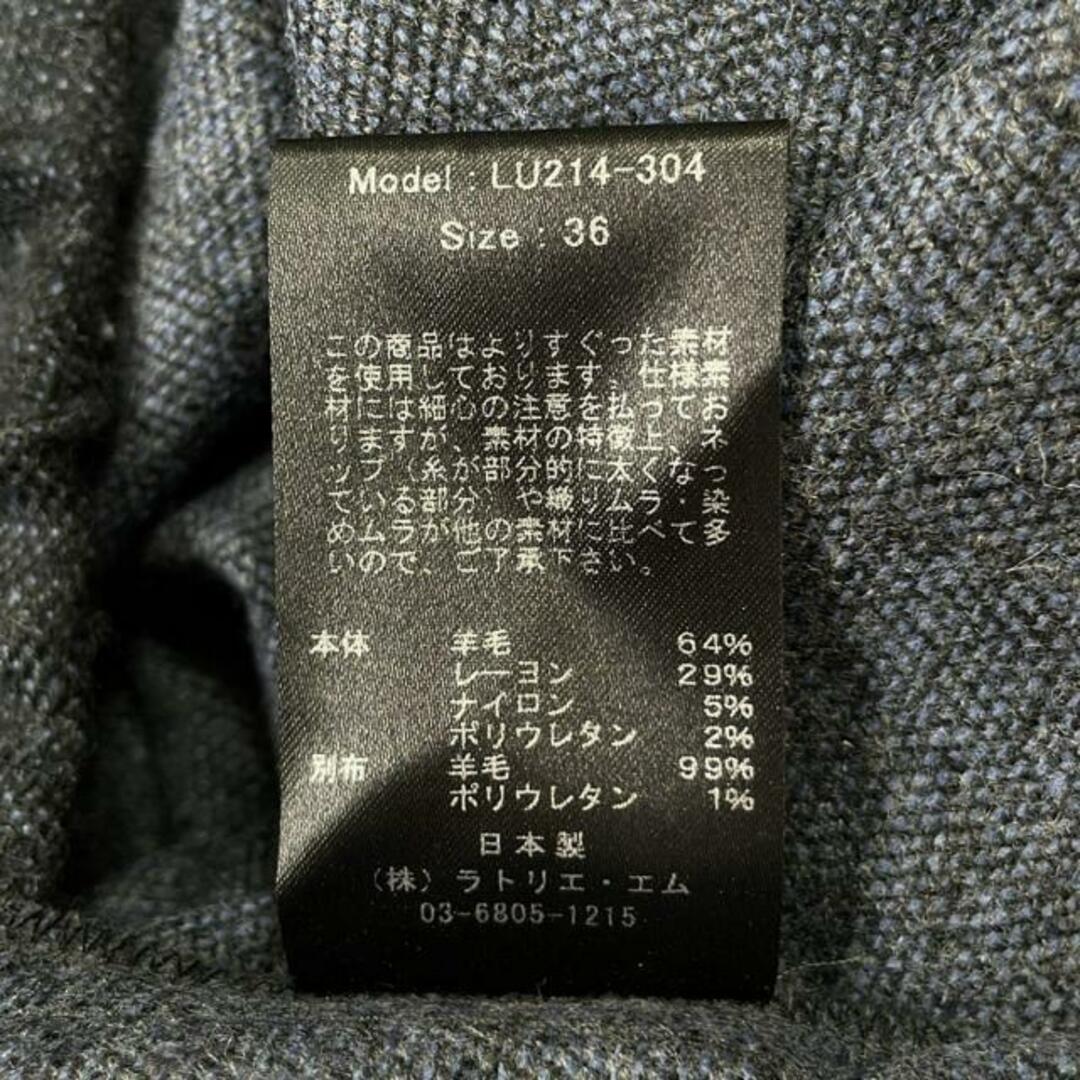 Model : LU214-304
Size : 36
この商品はよりすぐった素材
を使用しております。仕様素
材には細心の注意を払ってお
りますが、素材の特徴上、ネ
ップ（糸が部分的に太くなっ
ている部分）や織りムラ・染
めムラが他の素材に比べて多
いので、ご了承下さい。
本体 羊毛 64%
レーヨン 29%
ナイロン 5%
ポリウレタン 2%
別布 羊毛 99%
ポリウレタン 1%
日本製
（株）ラトリエ・エム
03-6805-1215